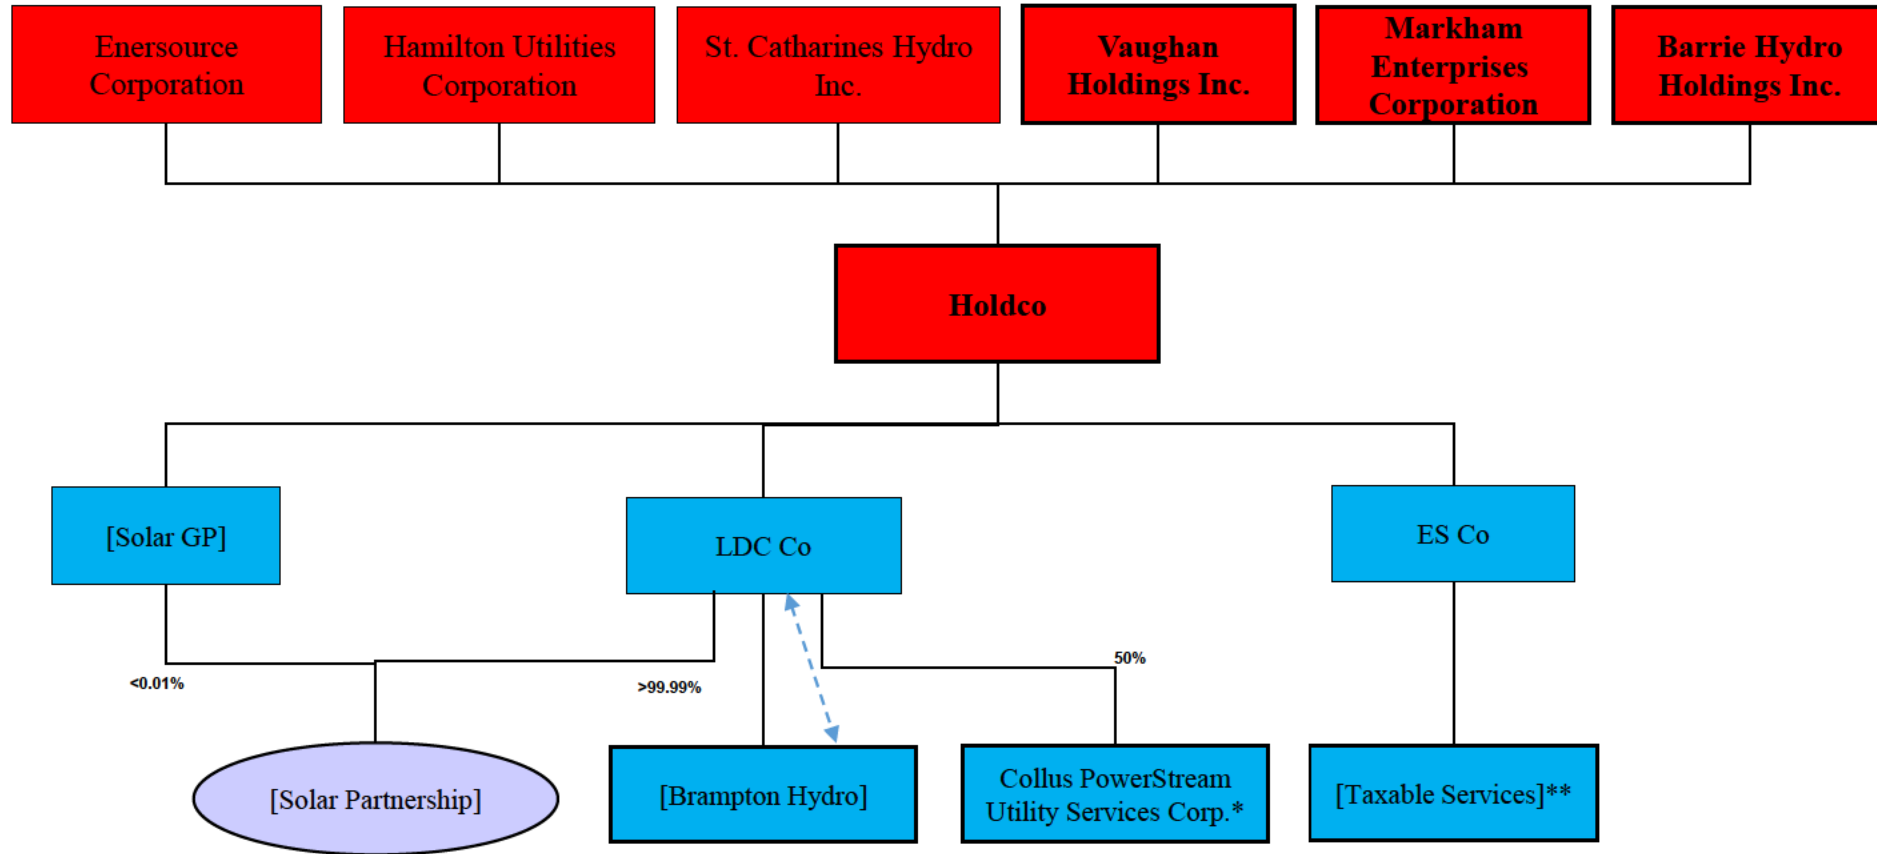 Enersource
Corporation
Hamilton Utilities
Corporation
St. Catharines Hydro
Inc.
Vaughan
Holdings Inc.
Markham
Enterprises
Corporation
Barrie Hydro
Holdings Inc.
Holdco
[Solar GP]
LDC Co
ES Co
<0.01%
>99.99%
50%
[Solar Partnership]
[Brampton Hydro]
Collus PowerStream
Utility Services Corp.*
[Taxable Services]**